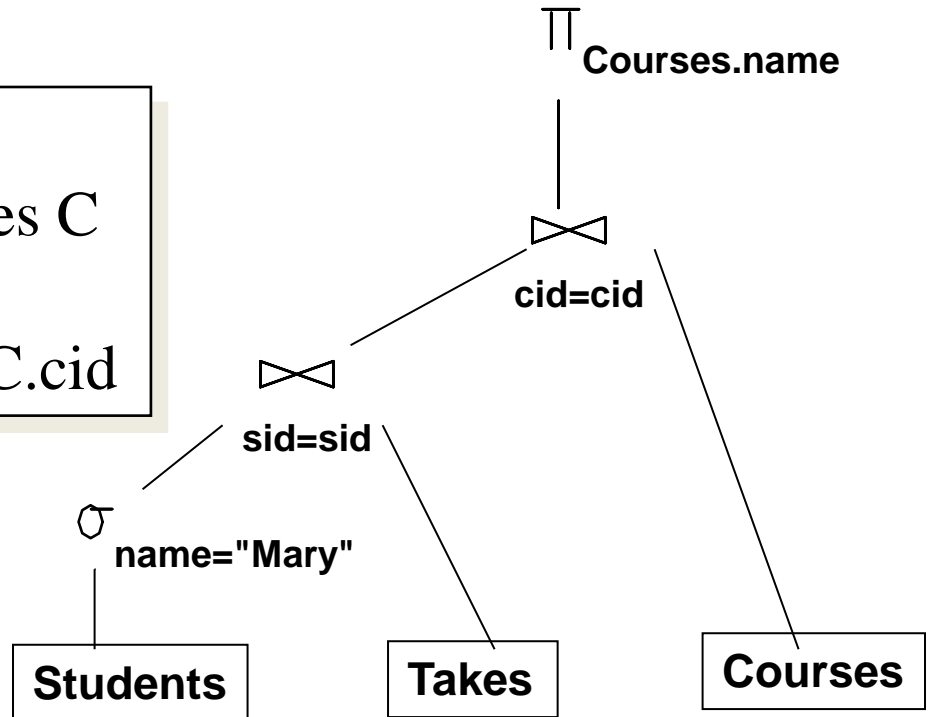 Π Courses.name
es C
C.cid
⋈
cid=cid
⋈
sid=sid
σ name="Mary"
Students
Takes
Courses